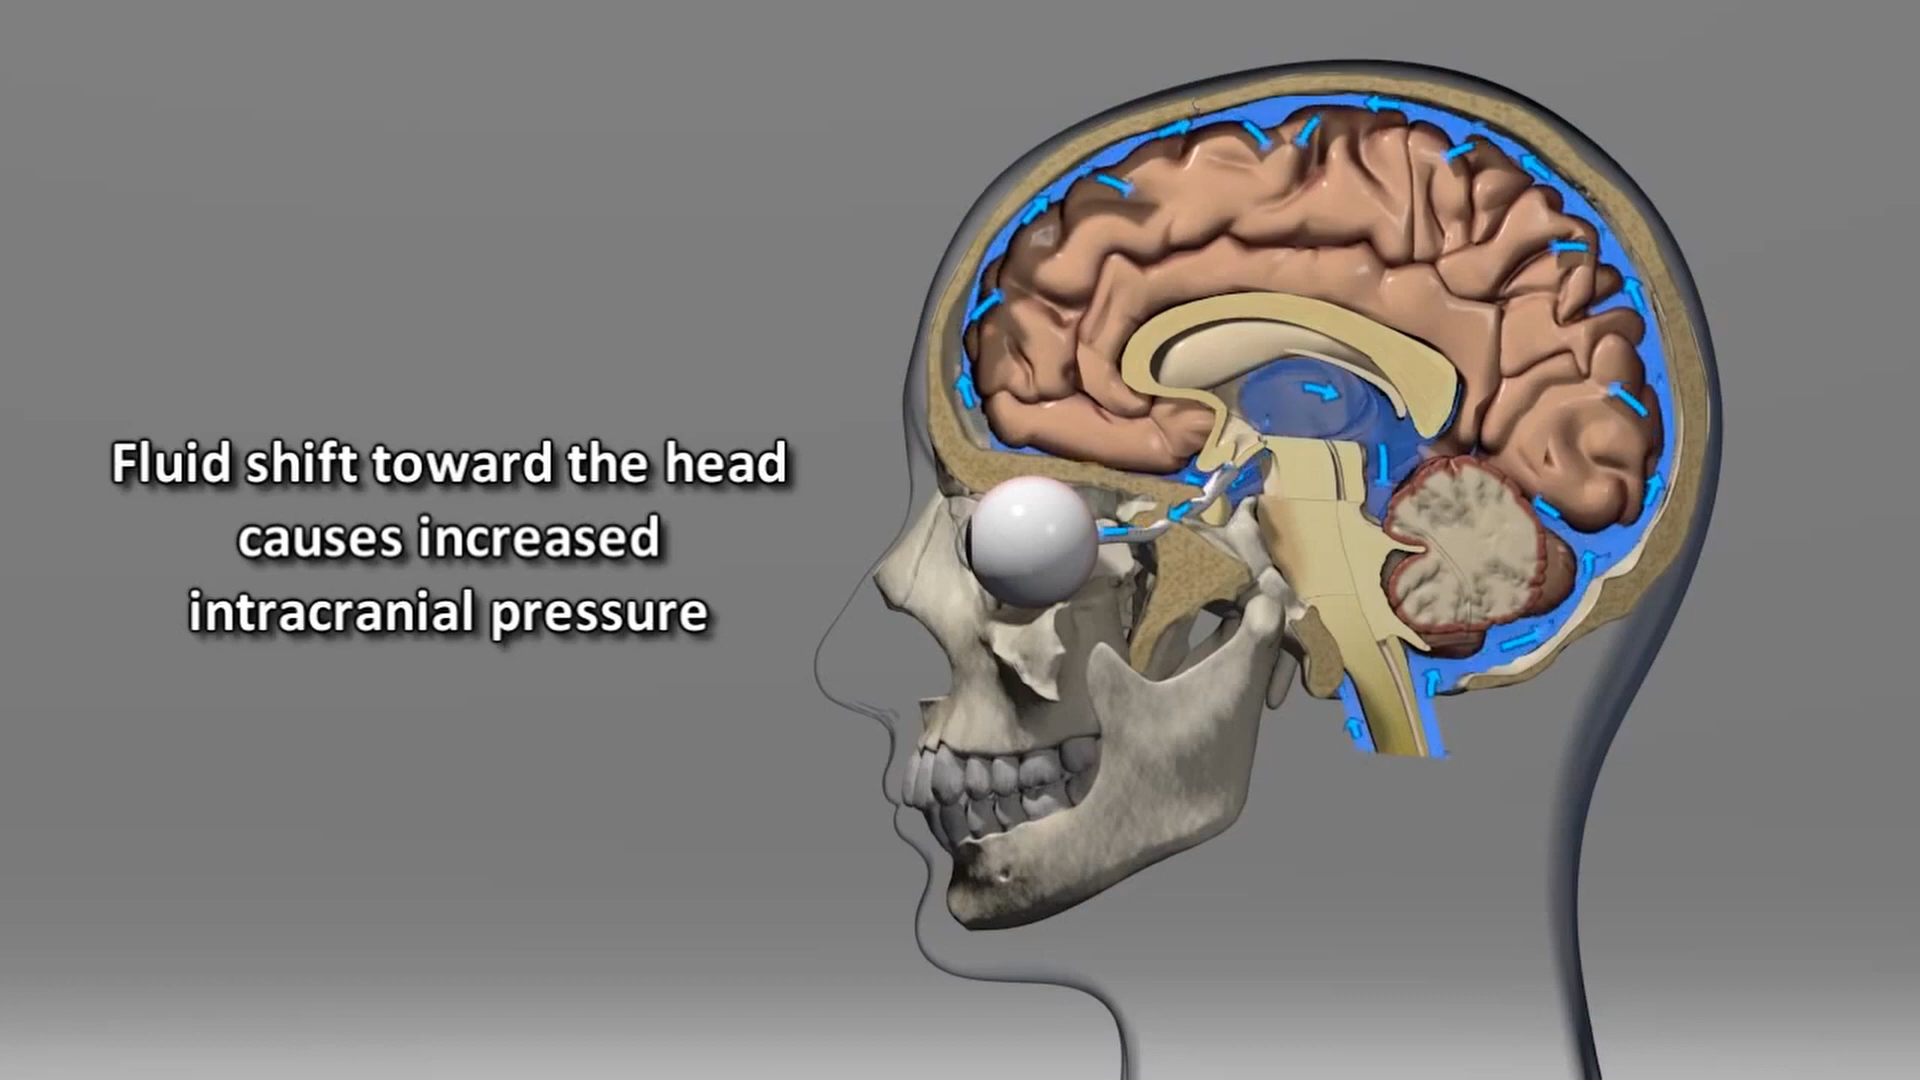 Fluid shift toward the head
causes increased
intracranial pressure